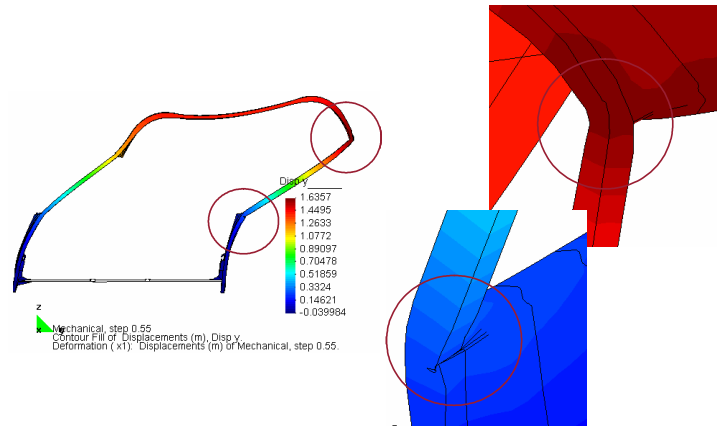 Disp y
1.6357
1.4495
1.2633
1.0772
0.89097
0.70478
0.51859
0.3324
0.14621
-0.039984
z
x y
Mechanical, step 0.55
Contour Fill of Displacements (m), Disp y.
Deformation ( x1): Displacements (m) of Mechanical, step 0.55.